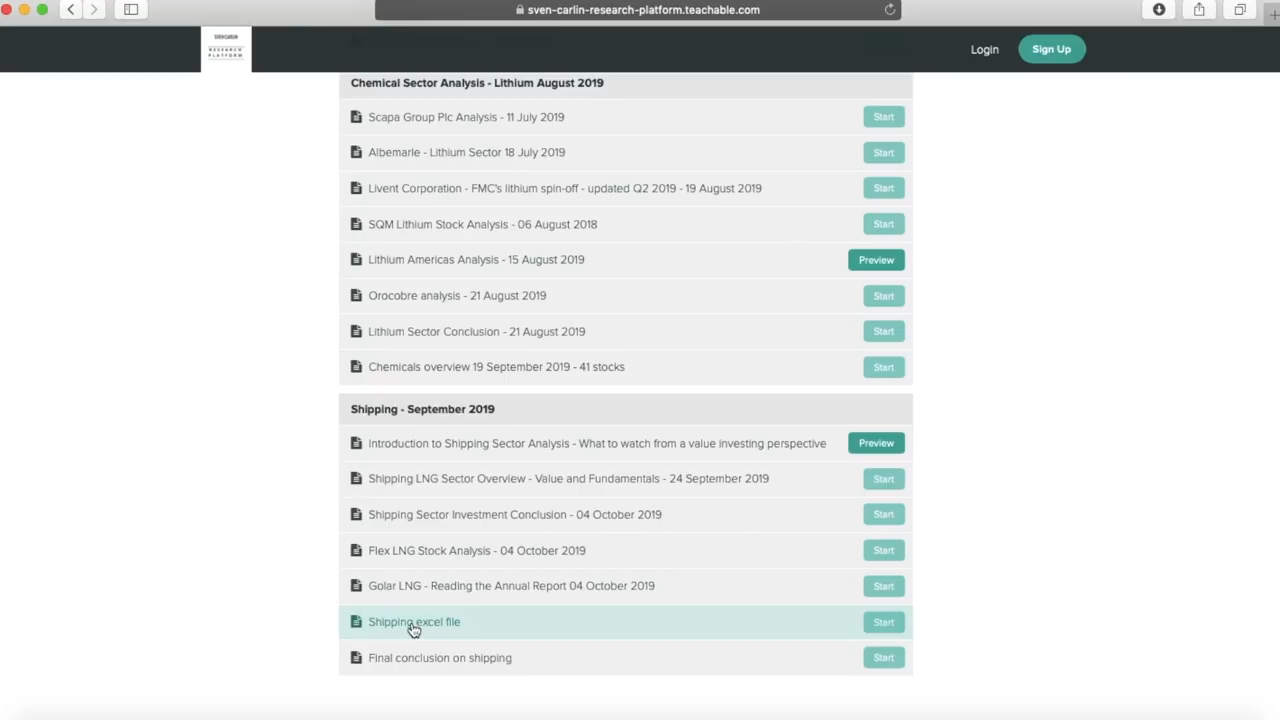 sven-carlin-research-platform.teachable.com
SVEN CARLIN
RESEARCH
PLATFORM
Login
Sign Up
Chemical Sector Analysis - Lithium August 2019
Scapa Group Plc Analysis - 11 July 2019
Start
Albemarle - Lithium Sector 18 July 2019
Start
Livent Corporation - FMC's lithium spin-off - updated Q2 2019 - 19 August 2019
Start
SQM Lithium Stock Analysis - 06 August 2018
Start
Lithium Americas Analysis - 15 August 2019
Preview
Orocobre analysis - 21 August 2019
Start
Lithium Sector Conclusion - 21 August 2019
Start
Chemicals overview 19 September 2019 - 41 stocks
Start
Shipping - September 2019
Introduction to Shipping Sector Analysis - What to watch from a value investing perspective
Preview
Shipping LNG Sector Overview - Value and Fundamentals - 24 September 2019
Start
Shipping Sector Investment Conclusion - 04 October 2019
Start
Flex LNG Stock Analysis - 04 October 2019
Start
Golar LNG - Reading the Annual Report 04 October 2019
Start
Shipping excel file
Start
Final conclusion on shipping
Start